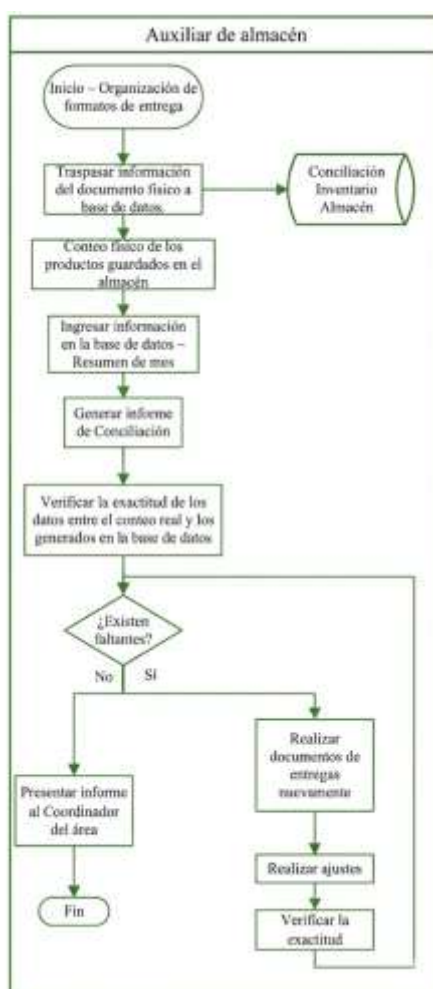 Auxiliar de almacén
Inicio – Organización de
formatos de entrega
Traspasar información
del documento físico a
base de datos.
Conciliación
Inventario
Almacén
Conteo físico de los
productos guardados en el
almacén
Ingresar información
en la base de datos –
Resumen de mes
Generar informe
de Conciliación
Verificar la exactitud de los
datos entre el conteo real y los
generados en la base de datos
¿Existen
faltantes?
No
Sí
Realizar
documentos de
entregas
nuevamente
Presentar informe
al Coordinador
del área
Realizar ajustes
Fin
Verificar la
exactitud